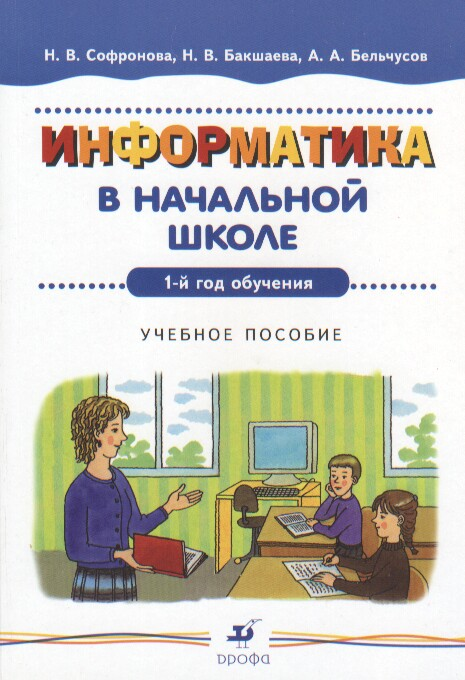 Н. В. Софронова, Н. В. Бакшаева, А. А. Бельчусов
ИНФОРМАТИКА
В НАЧАЛЬНОЙ
ШКОЛЕ
1-й год обучения
УЧЕБНОЕ ПОСОБИЕ
ДРОФА